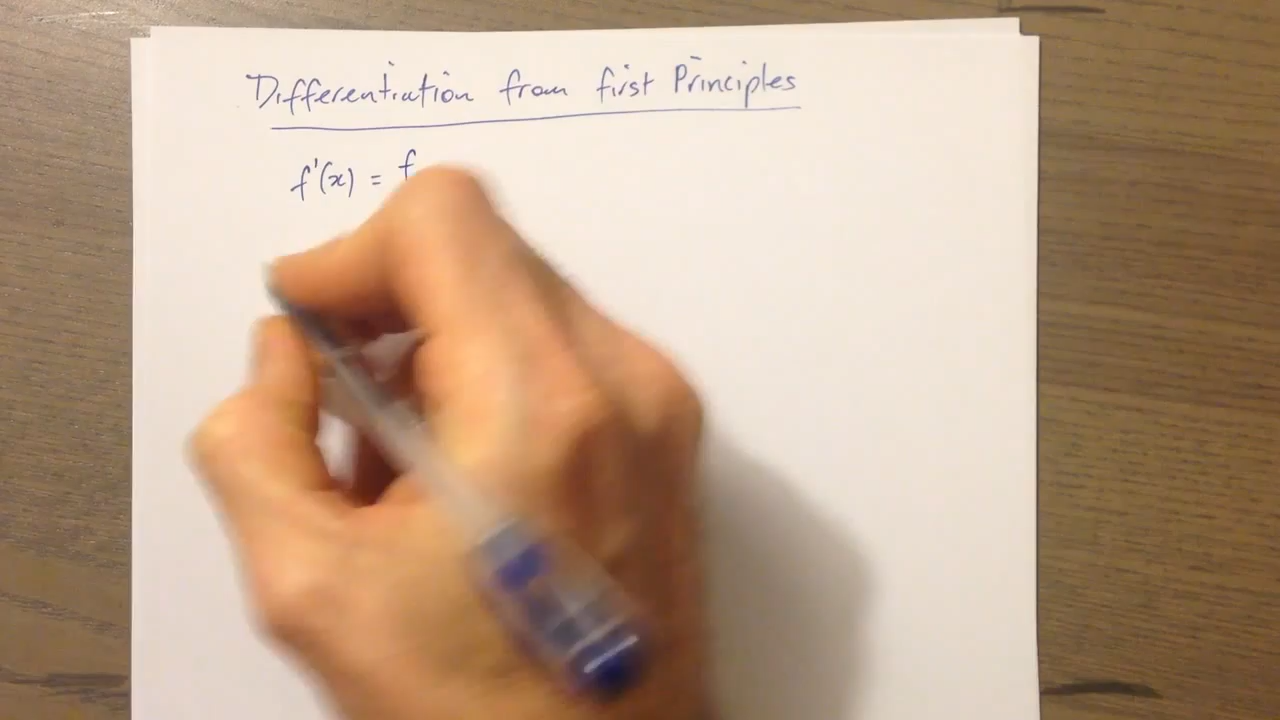 Differentiation from first Principles
f'(x) = f